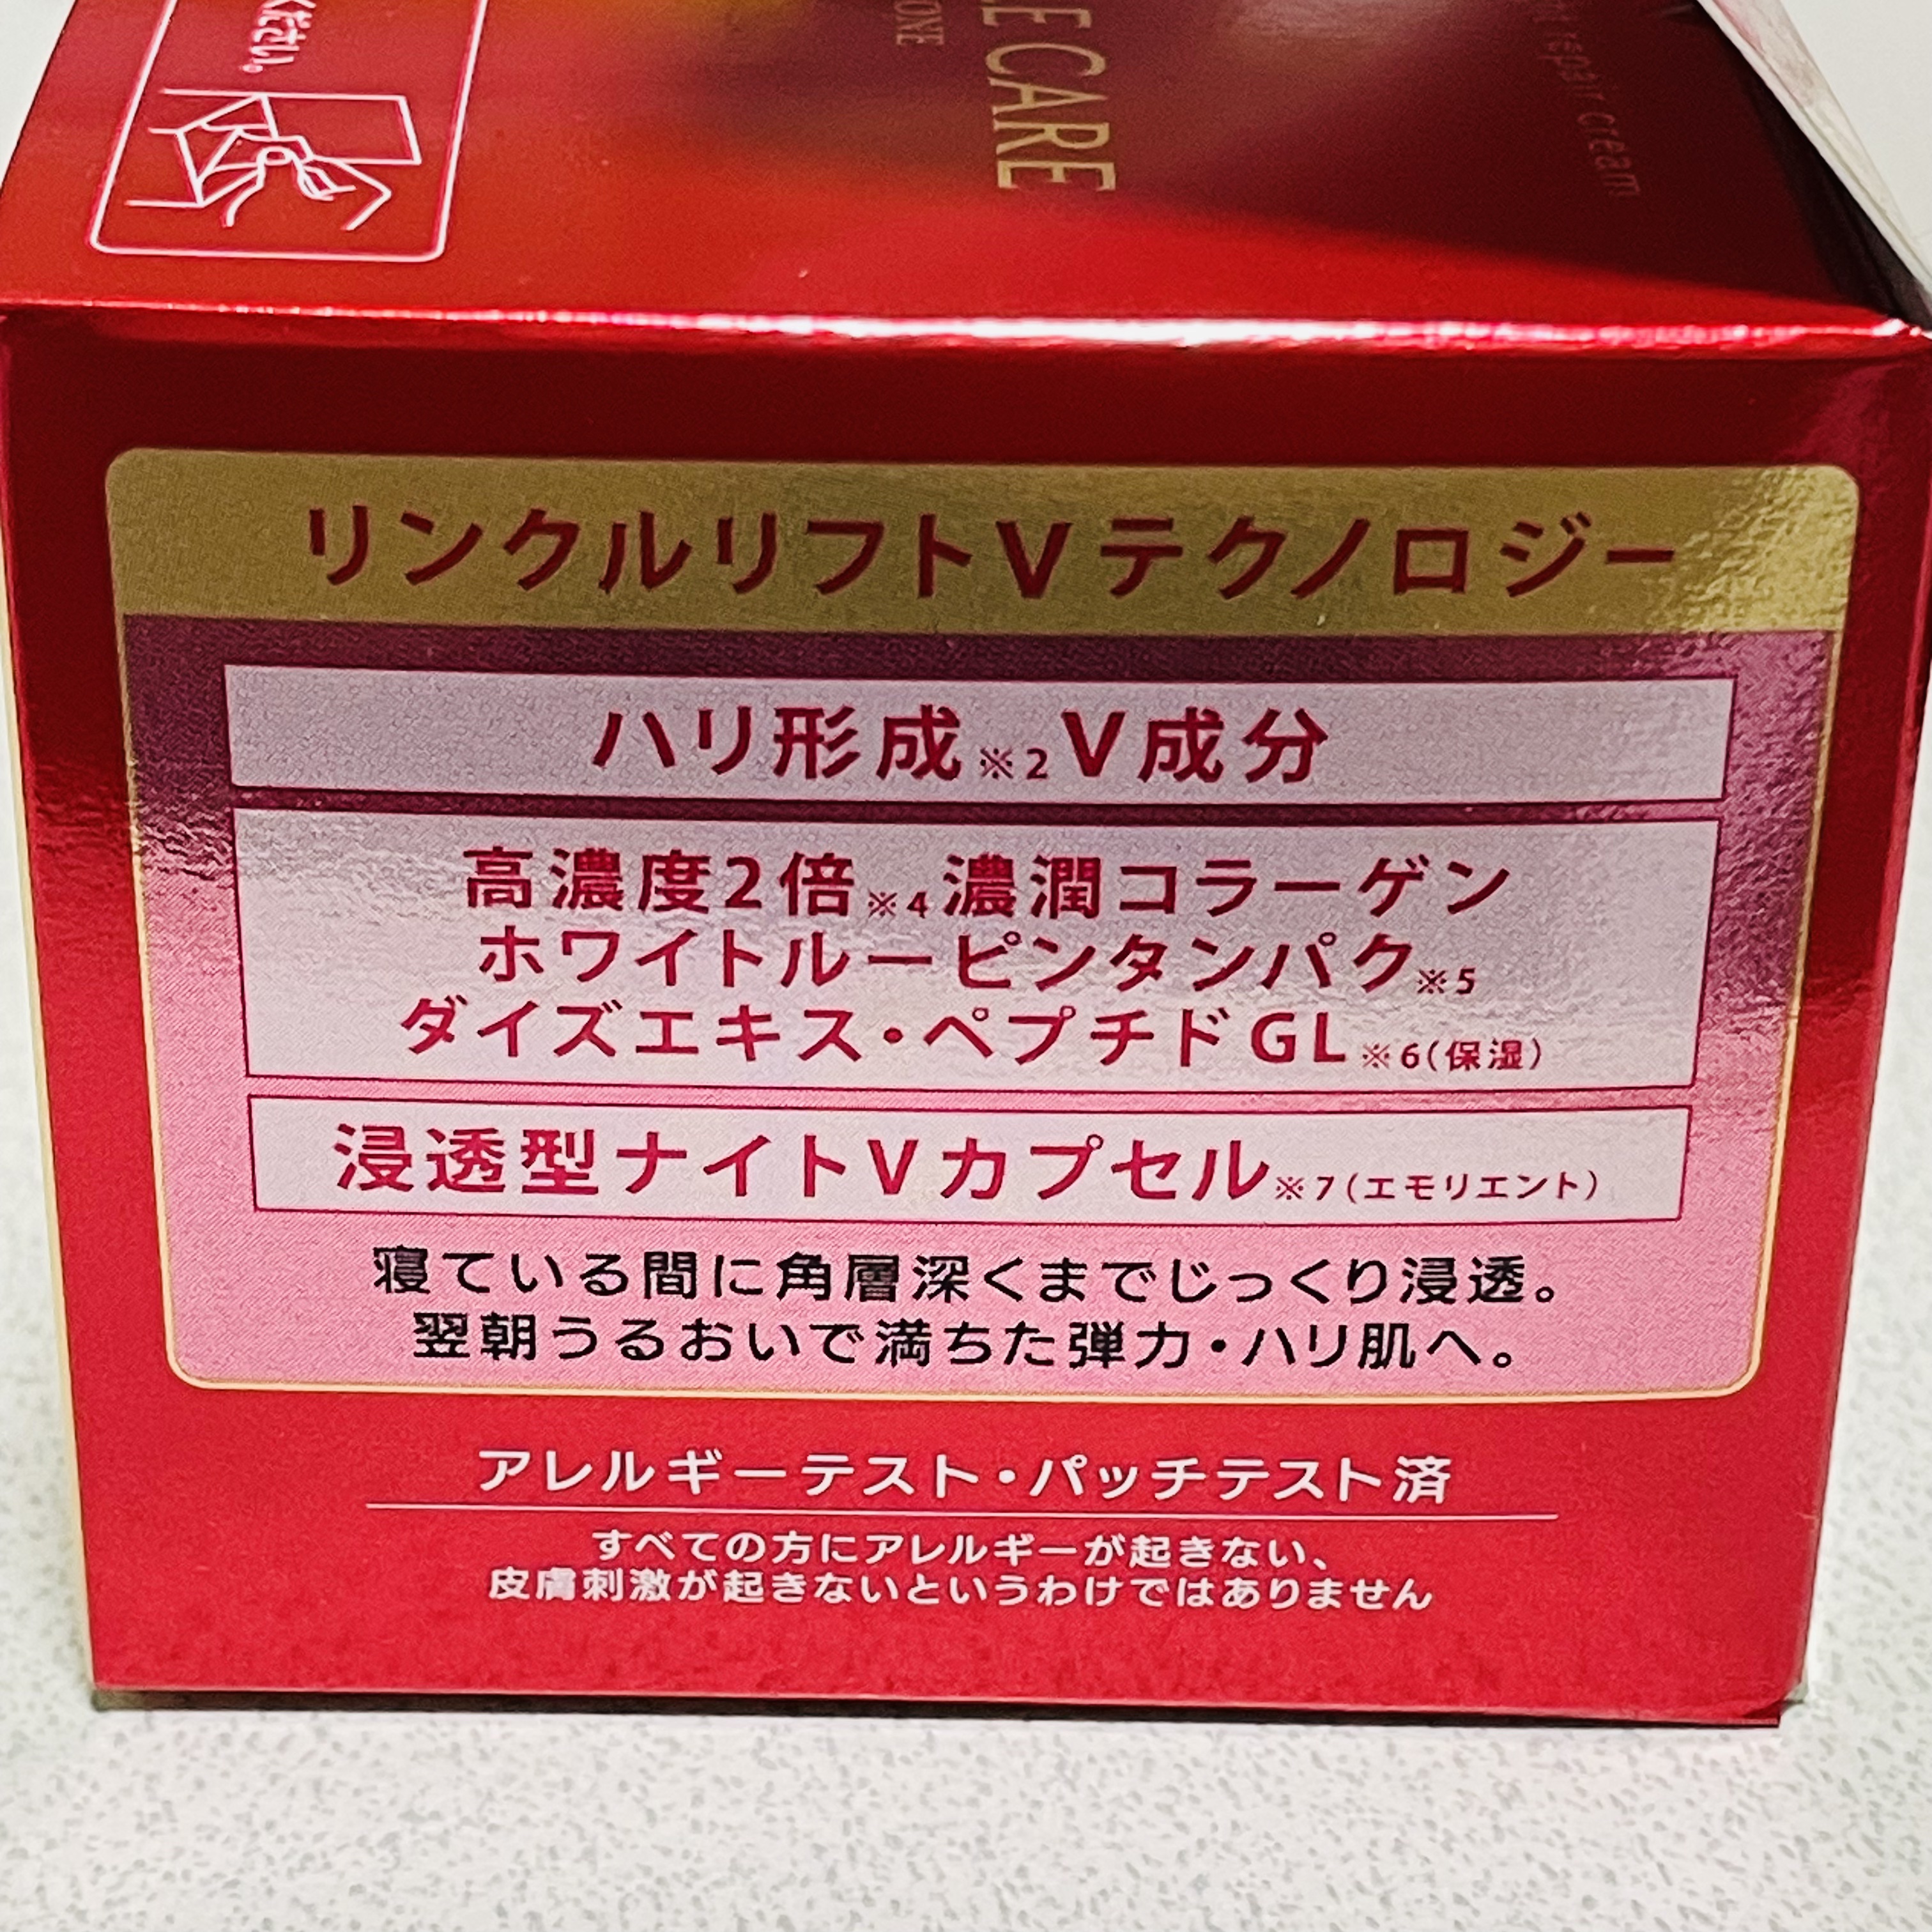 ください。
CARE
repair cream
リンクルリフトVテクノロジー
ハリ形成※2V成分
高濃度2倍※4濃潤コラーゲン
ホワイトルーピンタンパク※5
ダイズエキス・ペプチドGL※6(保湿)
浸透型ナイトVカプセル※7(エモリエント)
寝ている間に角層深くまでじっくり浸透。
翌朝うるおいで満ちた弾力・ハリ肌へ。
アレルギーテスト・パッチテスト済
すべての方にアレルギーが起きない、
皮膚刺激が起きないというわけではありません